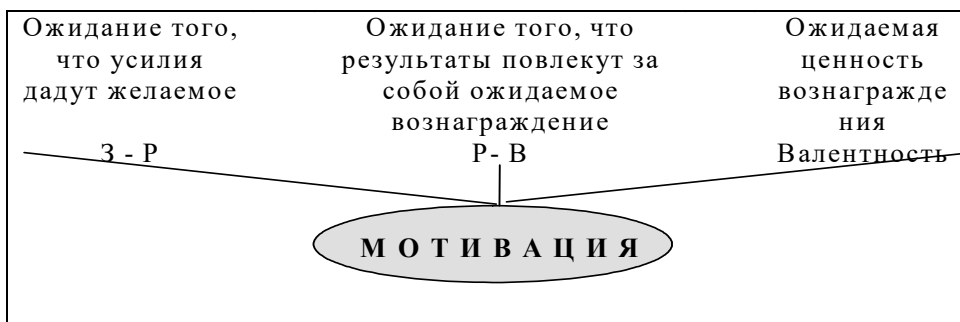 Ожидание того,
что усилия
дадут желаемое
З - Р
Ожидание того, что
результаты повлекут за
собой ожидаемое
вознаграждение
Р- В
Ожидаемая
ценность
вознагражде
ния
Валентность
МОТИВАЦИЯ